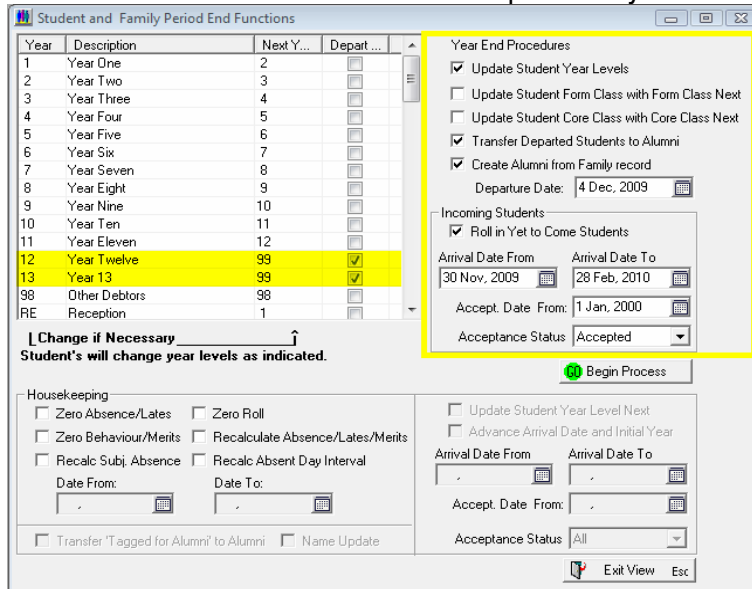 Student and Family Period End Functions
Year Description Next Y... Depart ...
1 Year One 2
2 Year Two 3
3 Year Three 4
4 Year Four 5
5 Year Five 6
6 Year Six 7
7 Year Seven 8
8 Year Eight 9
9 Year Nine 10
10 Year Ten 11
11 Year Eleven 12
12 Year Twelve 99
13 Year 13 99
98 Other Debtors 98
RE Reception 1
Change if Necessary
Student's will change year levels as indicated.
Year End Procedures
Update Student Year Levels
Update Student Form Class with Form Class Next
Update Student Core Class with Core Class Next
Transfer Departed Students to Alumni
Create Alumni from Family record
Departure Date: 4 Dec, 2009
Incoming Students
Roll in Yet to Come Students
Arrival Date From Arrival Date To
30 Nov, 2009 28 Feb, 2010
Accept. Date From: 1 Jan, 2000
Acceptance Status Accepted
GO Begin Process
Housekeeping
Zero Absence/Lates Zero Roll
Zero Behaviour/Merits Recalculate Absence/Lates/Merits
Recalc Subj. Absence Recalc Absent Day Interval
Date From: Date To:
, ,
Transfer 'Tagged for Alumni' to Alumni Name Update
Update Student Year Level Next
Advance Arrival Date and Initial Year
Arrival Date From Arrival Date To
, ,
Accept. Date From: ,
Acceptance Status All
Exit View Esc